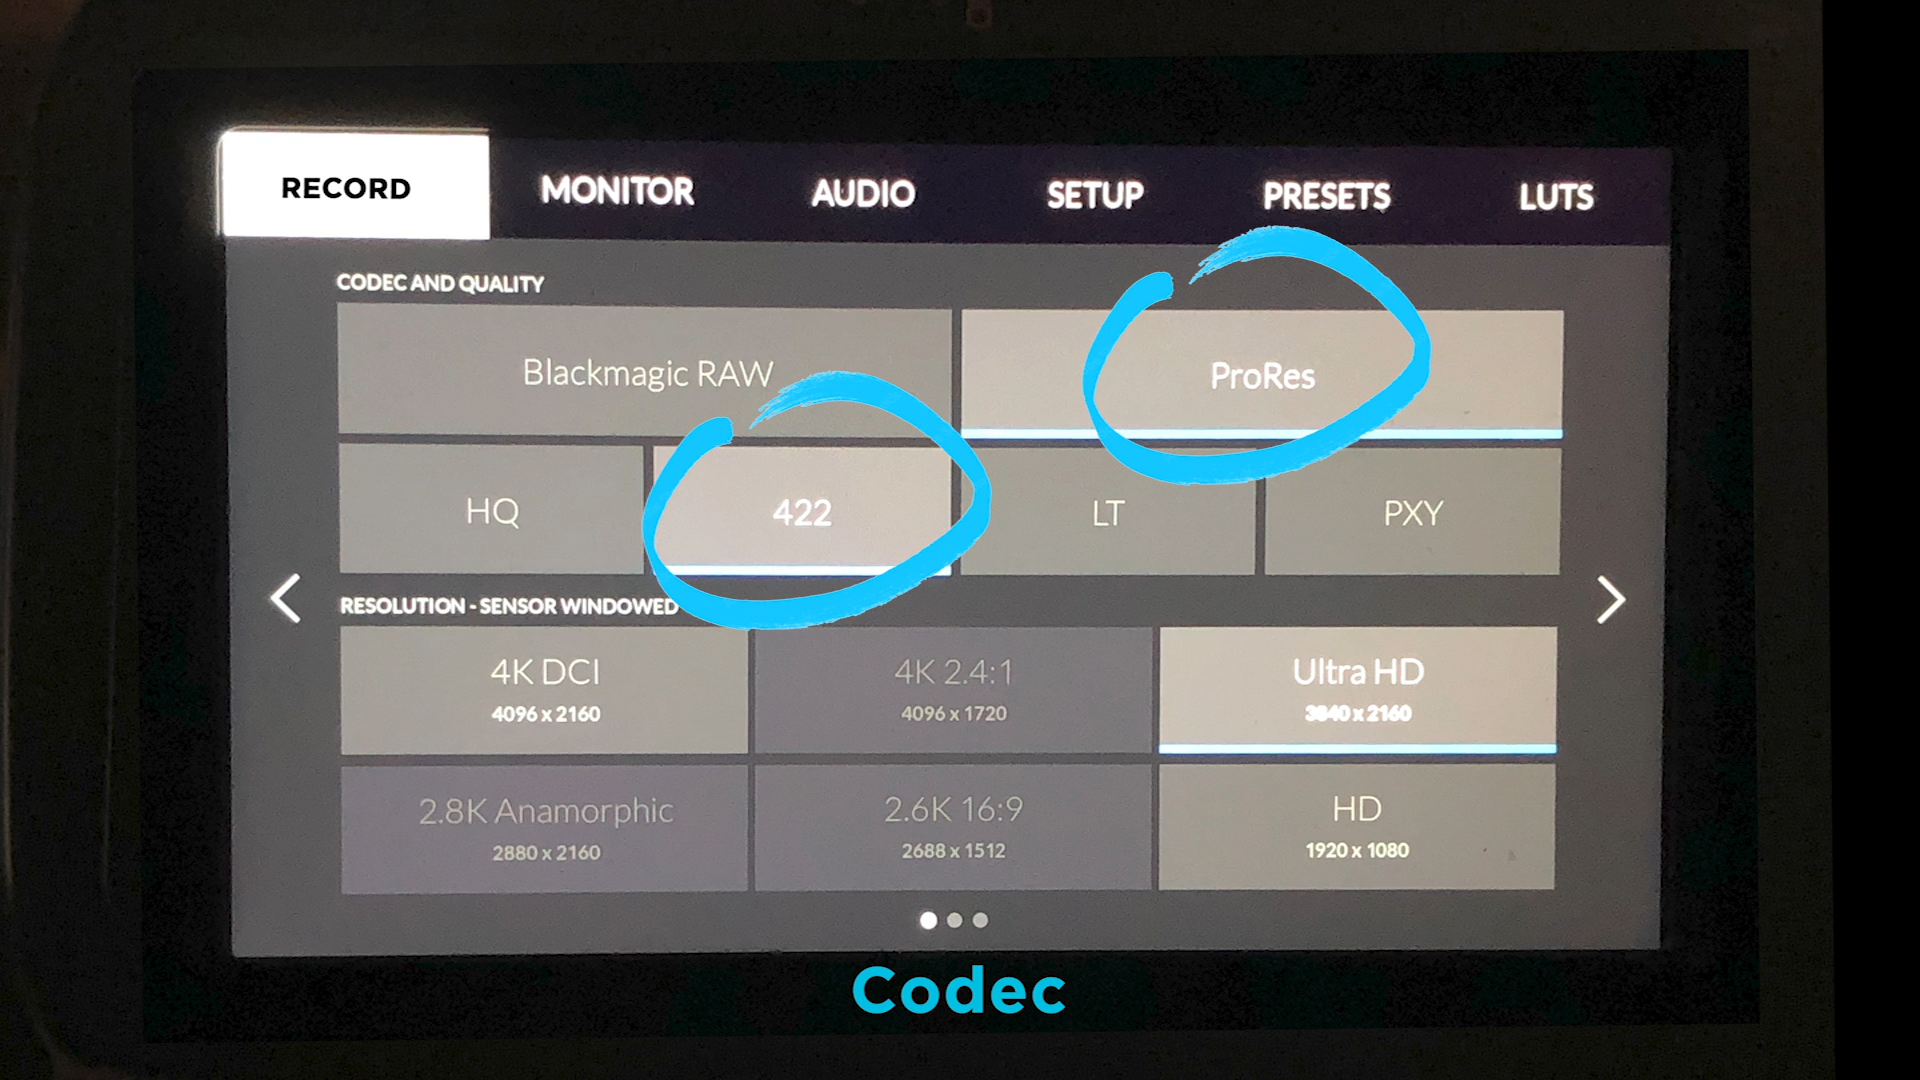 RECORD MONITOR AUDIO SETUP PRESETS LUTS
CODEC AND QUALITY
Blackmagic RAW ProRes
HQ 422 LT PXY
RESOLUTION - SENSOR WINDOWED
4K DCI 4K 2.4:1 Ultra HD
4096 x 2160 4096 x 1720 3840 x 2160
2.8K Anamorphic 2.6K 16:9 HD
2880 x 2160 2688 x 1512 1920 x 1080
Codec